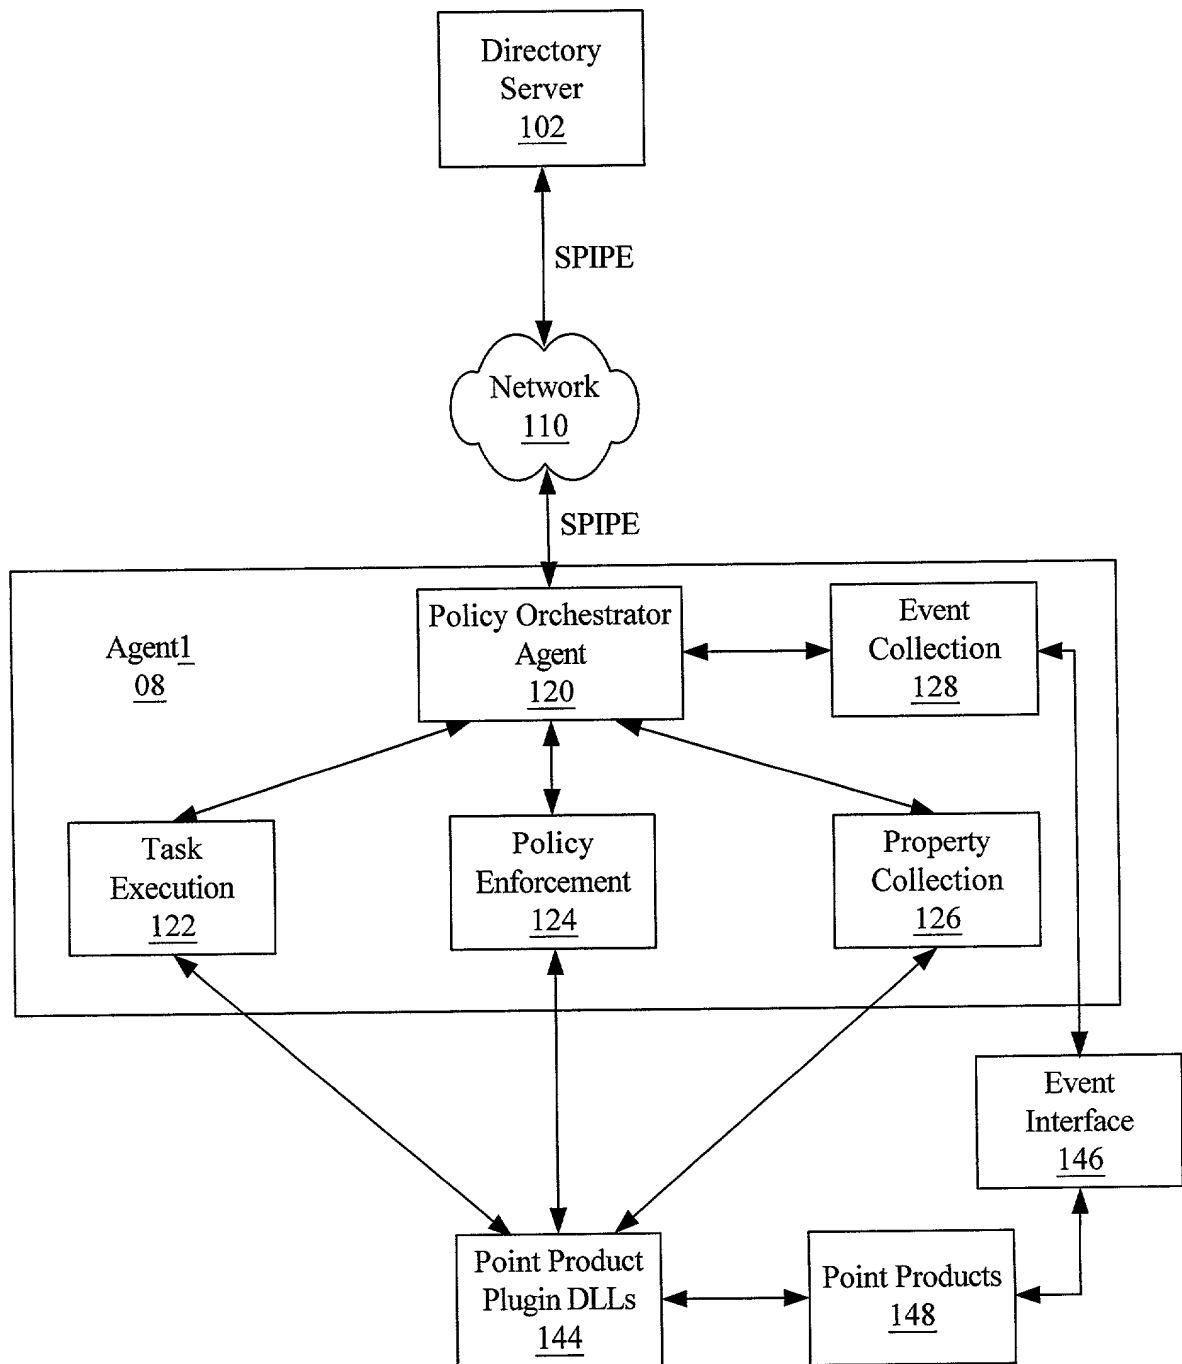 Directory
Server
102
SPIPE
Network
110
SPIPE
Agent1
08
Policy Orchestrator
Agent
120
Event
Collection
128
Task
Execution
122
Policy
Enforcement
124
Property
Collection
126
Event
Interface
146
Point Product
Plugin DLLs
144
Point Products
148